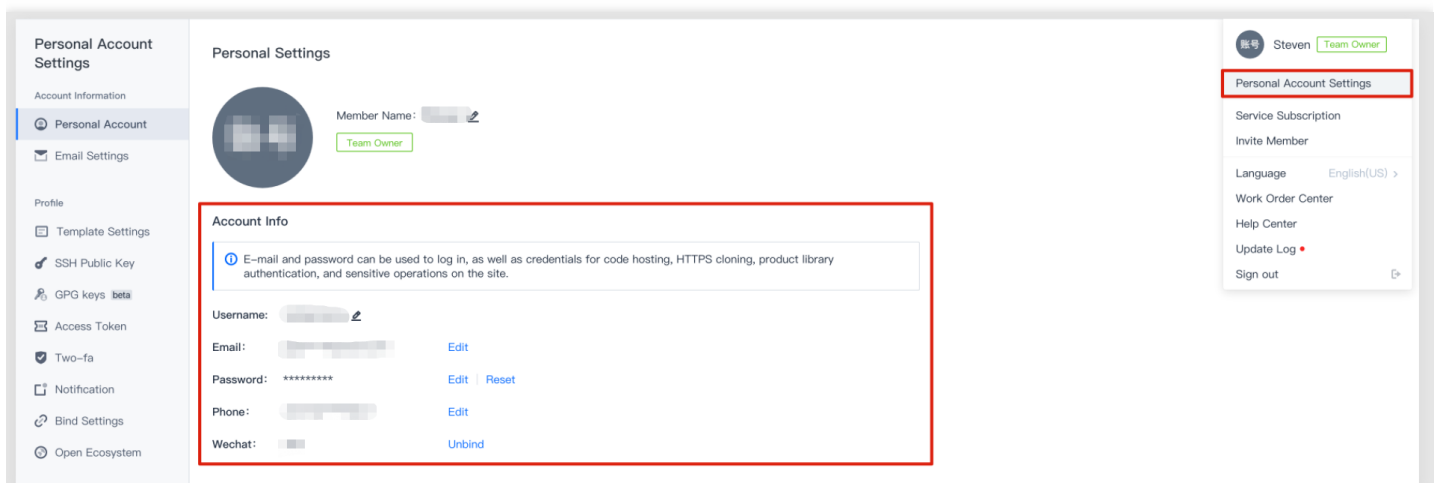 Personal Account
Settings
Account Information
Personal Account
Email Settings
Profile
Template Settings
SSH Public Key
GPG keys beta
Access Token
Two-fa
Notification
Bind Settings
Open Ecosystem
Personal Settings
Member Name:
Team Owner
Account Info
E-mail and password can be used to log in, as well as credentials for code hosting, HTTPS cloning, product library
authentication, and sensitive operations on the site.
Username:
Email: Edit
Password: ********* Edit Reset
Phone: Edit
Wechat: Unbind
账号 Steven Team Owner
Personal Account Settings
Service Subscription
Invite Member
Language English(US) >
Work Order Center
Help Center
Update Log
Sign out